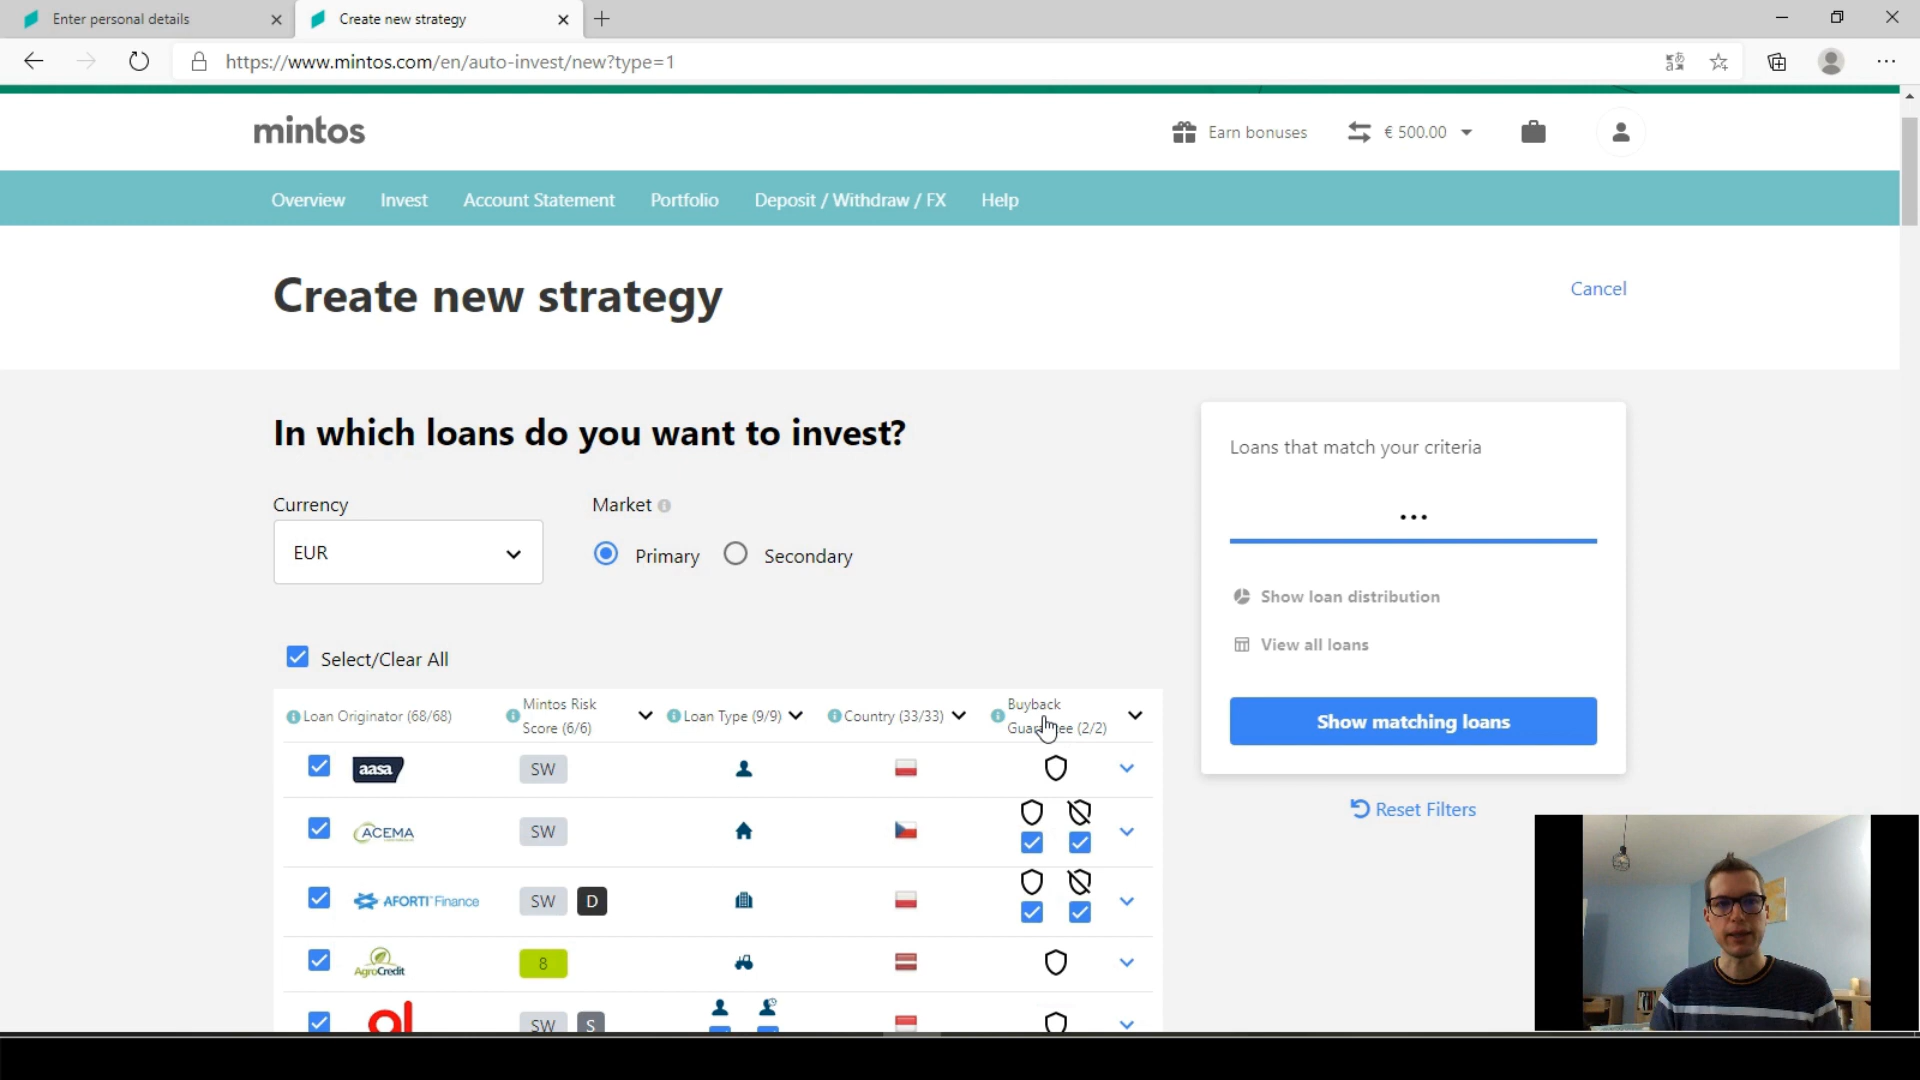 Enter personal details
Create new strategy
https://www.mintos.com/en/auto-invest/new?type=1
mintos
Earn bonuses
€ 500.00
Overview Invest Account Statement Portfolio Deposit / Withdraw / FX Help
Create new strategy
Cancel
In which loans do you want to invest?
Currency
Market
EUR
Primary
Secondary
Select/Clear All
Loan Originator (68/68)
Mintos Risk
Score (6/6)
Loan Type (9/9)
Country (33/33)
Buyback
(2/2)
aasa
SW
ACEMA
SW
AFORTI Finance
SW D
AgroCredit
8
SW S
Loans that match your criteria
...
Show loan distribution
View all loans
Show matching loans
Reset Filters